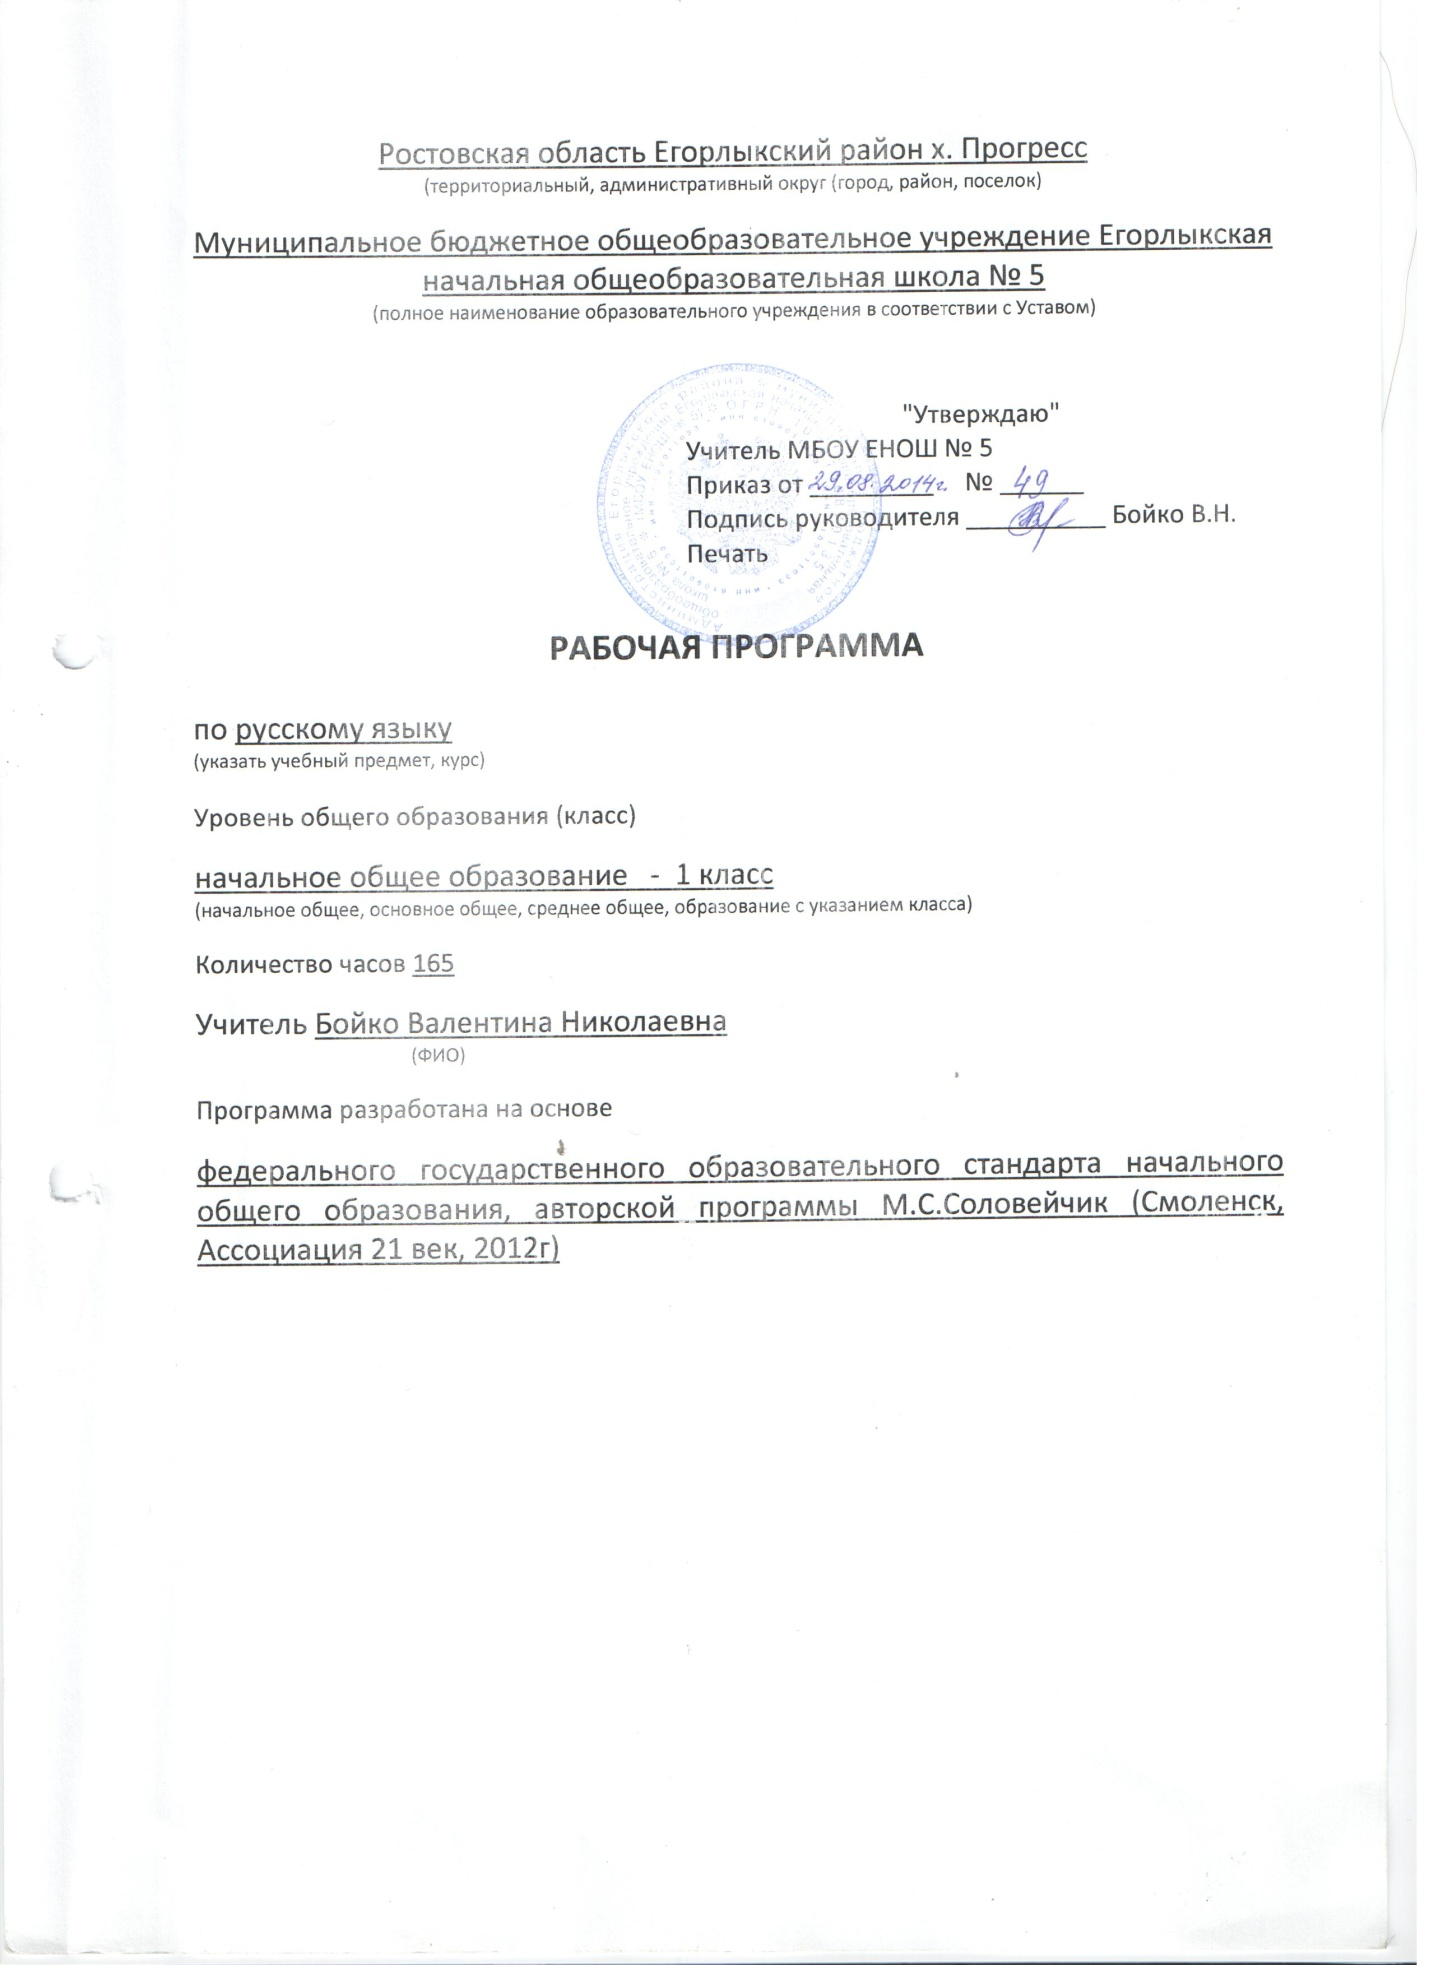 Ростовская область Егорлыкский район х. Прогресс
(территориальный, административный округ (город, район, поселок)
Муниципальное бюджетное общеобразовательное учреждение Егорлыкская
начальная общеобразовательная школа № 5
(полное наименование образовательного учреждения в соответствии с Уставом)
"Утверждаю"
Учитель МБОУ ЕНОШ № 5
Приказ от 29.08.2014г. № 49
Подпись руководителя __________ Бойко В.Н.
Печать
РАБОЧАЯ ПРОГРАММА
по русскому языку
(указать учебный предмет, курс)
Уровень общего образования (класс)
начальное общее образование - 1 класс
(начальное общее, основное общее, среднее общее, образование с указанием класса)
Количество часов 165
Учитель Бойко Валентина Николаевна
(ФИО)
Программа разработана на основе
федерального государственного образовательного стандарта начального
общего образования, авторской программы М.С.Соловейчик (Смоленск,
Ассоциация 21 век, 2012г)